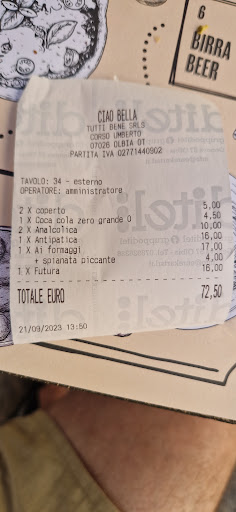 6
BIRRA
BEER
CIAO BELLA
TUTTI BENE SRLS
CORSO UMBERTO
07026 OLBIA OT
PARTITA IVA 02771440902
TAVOLO: 34 - esterno
OPERATORE: amministratore
2 X coperto 5,00
1 X Coca cola zero grande 0 4,50
2 X Analcolica 10,00
1 X Antipatica 16,00
1 X Ai formaggi 17,00
+ spianata piccante 4,00
1 X Futura 16,00
TOTALE EURO 72,50
21/09/2023 13:50